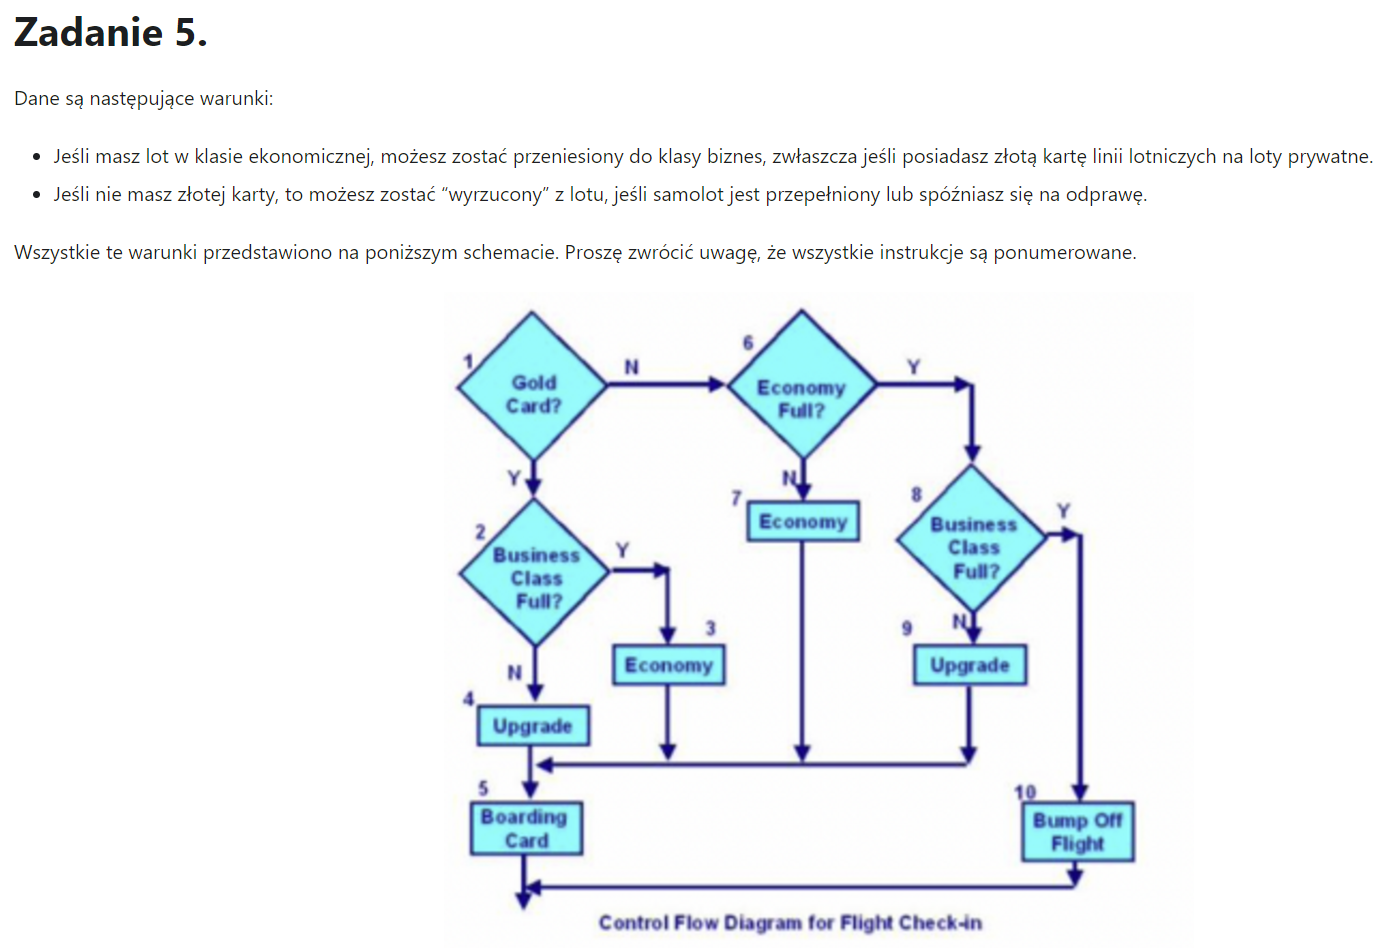 Zadanie 5.
Dane są następujące warunki:
• Jeśli masz lot w klasie ekonomicznej, możesz zostać przeniesiony do klasy biznes, zwłaszcza jeśli posiadasz złotą kartę linii lotniczych na loty prywatne.
• Jeśli nie masz złotej karty, to możesz zostać “wyrzucony” z lotu, jeśli samolot jest przepełniony lub spóźniasz się na odprawę.
Wszystkie te warunki przedstawiono na poniższym schemacie. Proszę zwrócić uwagę, że wszystkie instrukcje są ponumerowane.
1
Gold
Card?
N
6
Economy
Full?
Y
Y
2
Business
Class
Full?
Y
N
7
Economy
8
Business
Class
Full?
Y
N
3
Economy
N
9
Upgrade
4
Upgrade
5
Boarding
Card
10
Bump Off
Flight
Control Flow Diagram for Flight Check-in